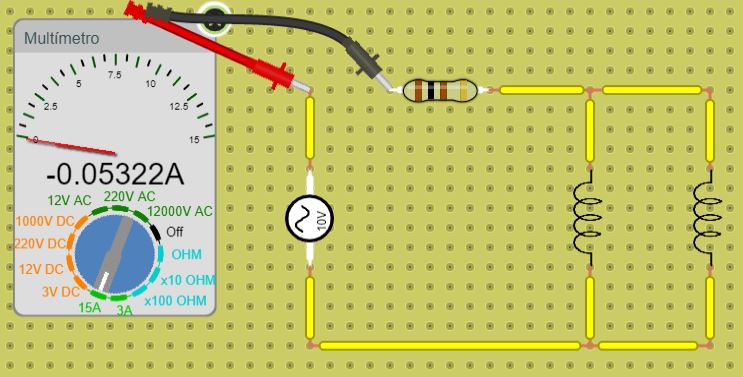 Multímetro
0
2.5
5
7.5
10
12.5
15
-0.05322A
12V AC
220V AC
12000V AC
1000V DC
Off
220V DC
OHM
12V DC
x10 OHM
3V DC
x100 OHM
15A
3A
10V